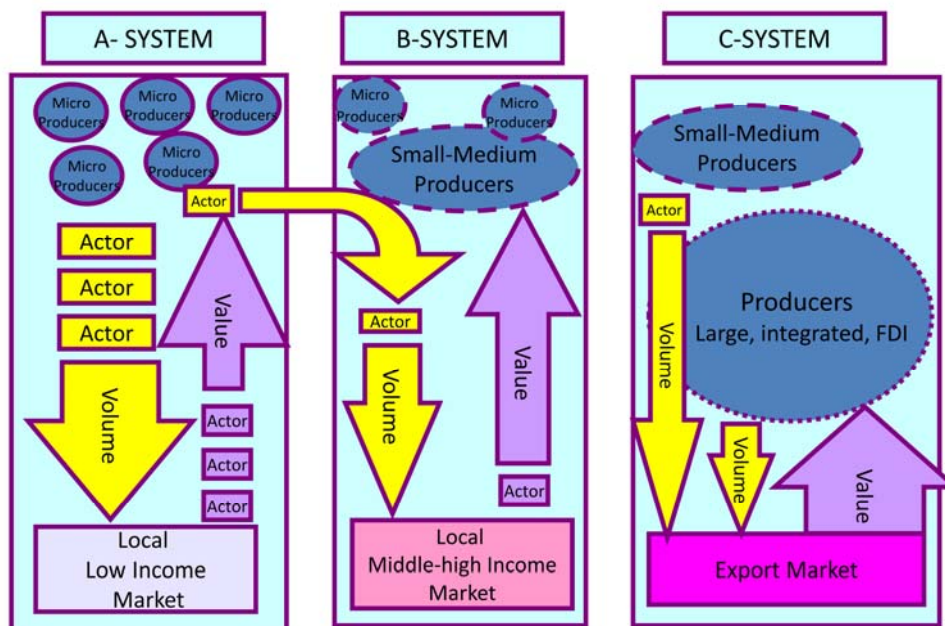 A- SYSTEM
Micro
Producers
Micro
Producers
Micro
Producers
Micro
Producers
Micro
Producers
Actor
Actor
Actor
Actor
Value
Volume
Actor
Actor
Actor
Local
Low Income
Market
B-SYSTEM
Micro
Producers
Micro
Producers
Small-Medium
Producers
Actor
Volume
Value
Actor
Local
Middle-high Income
Market
C-SYSTEM
Small-Medium
Producers
Actor
Producers
Large, integrated, FDI
Volume
Volume
Value
Export Market